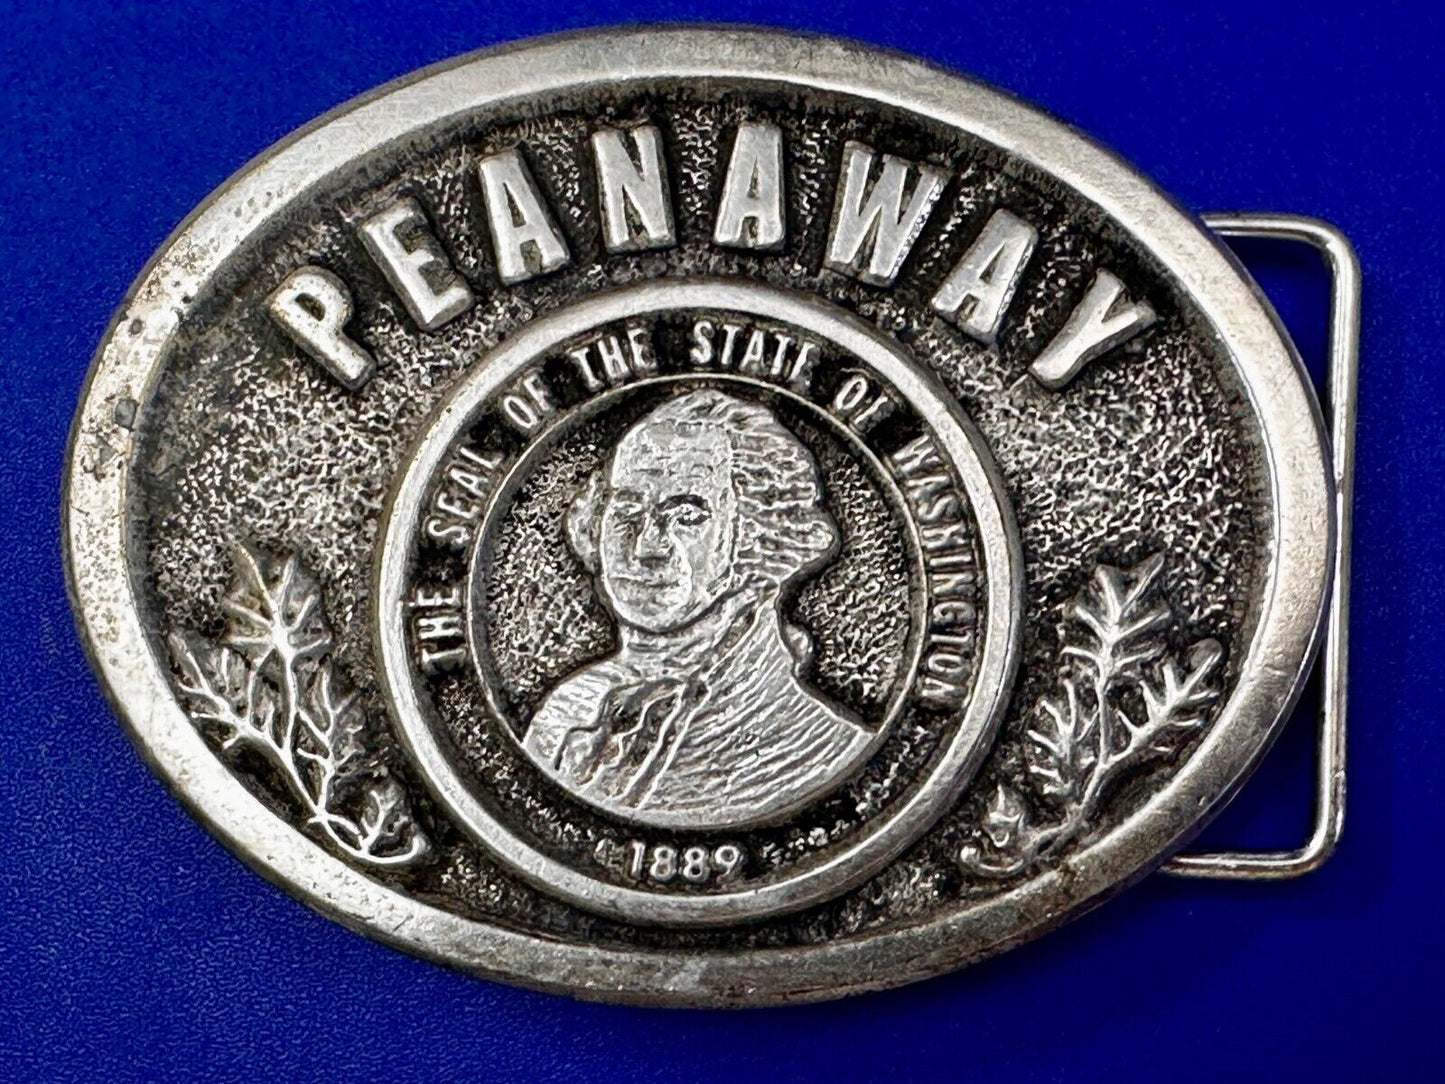 PEANAWAY
THE SEAL OF THE STATE OF WASHINGTON
1889